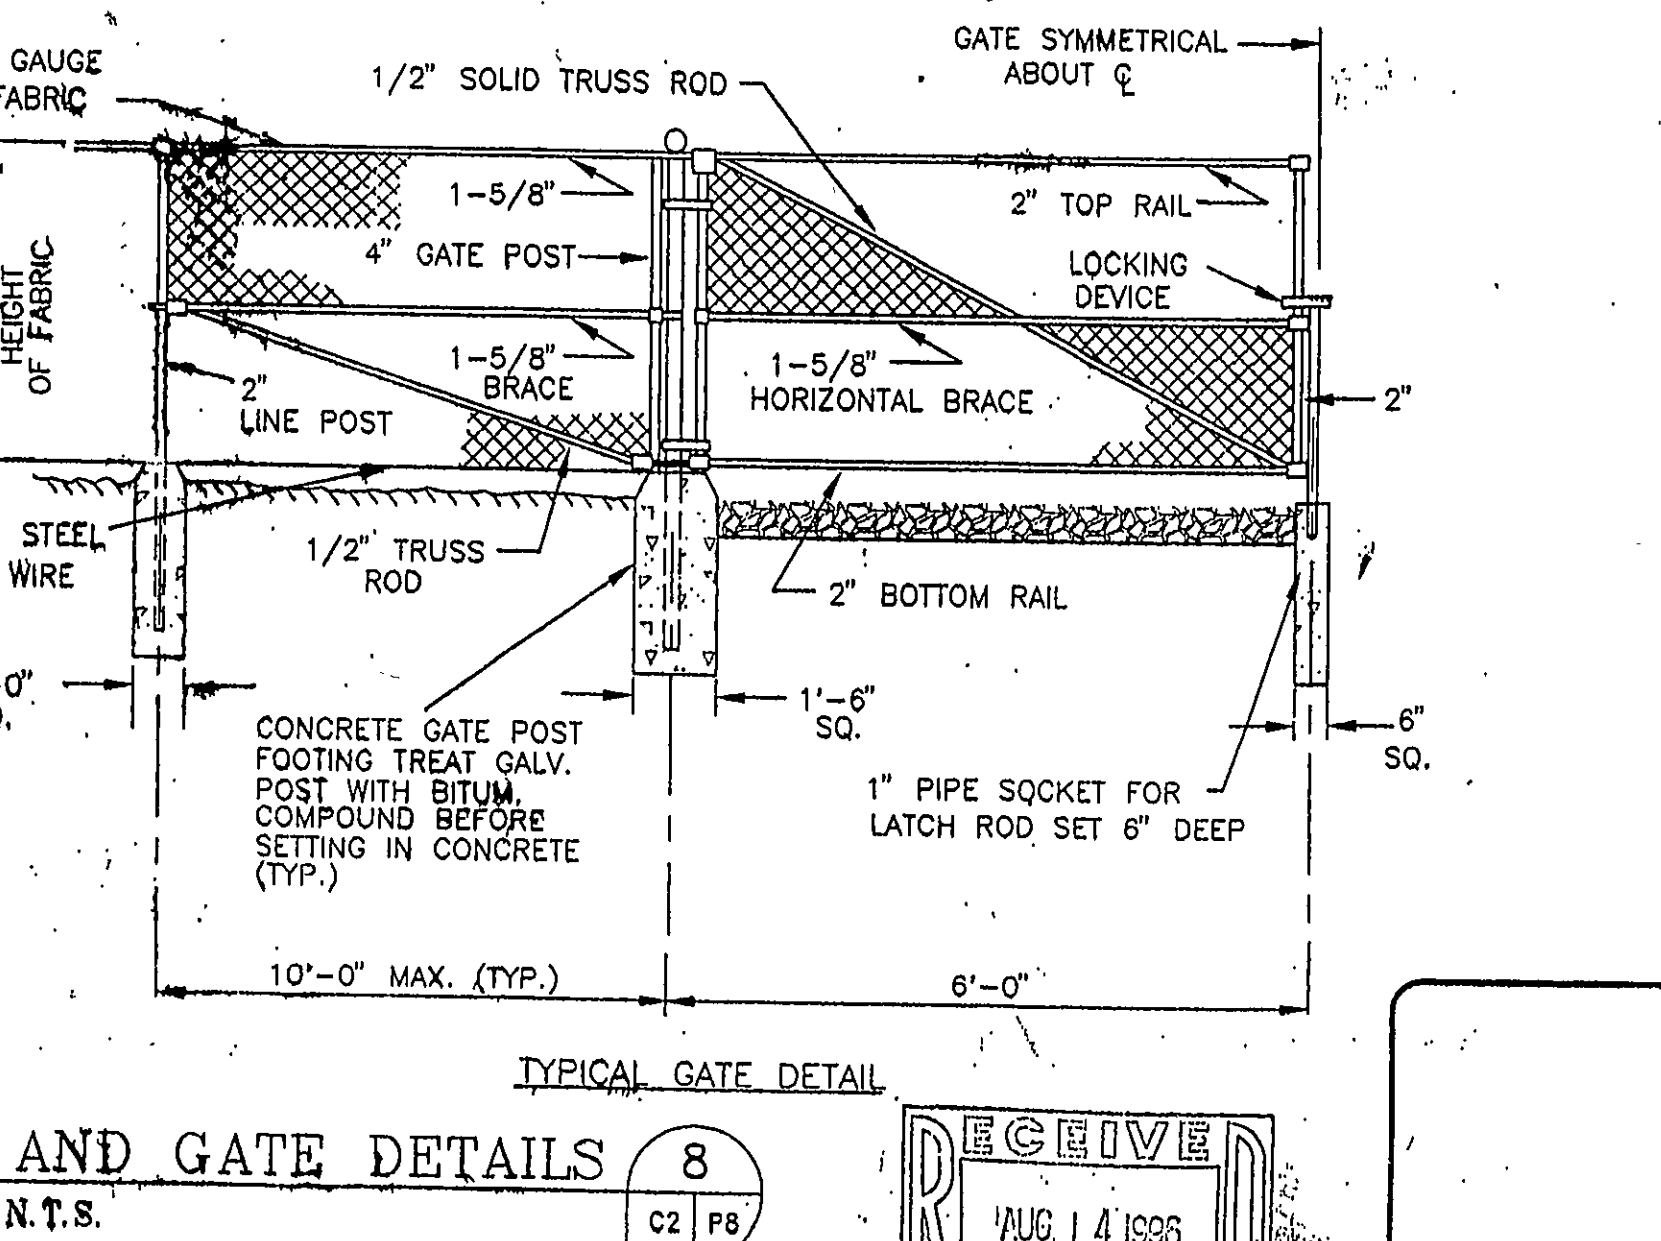 GAUGE
FABRIC
1/2" SOLID TRUSS ROD
GATE SYMMETRICAL
ABOUT ℄
1-5/8"
2" TOP RAIL
4" GATE POST
LOCKING
DEVICE
HEIGHT
OF FABRIC
1-5/8"
BRACE
1-5/8"
HORIZONTAL BRACE
2"
LINE POST
2"
STEEL
WIRE
1/2" TRUSS
ROD
2" BOTTOM RAIL
0"
1'-6"
SQ.
6"
SQ.
CONCRETE GATE POST
FOOTING TREAT GALV.
POST WITH BITUM.
COMPOUND BEFORE
SETTING IN CONCRETE
(TYP.)
1" PIPE SOCKET FOR
LATCH ROD SET 6" DEEP
10'-0" MAX. (TYP.)
6'-0"
TYPICAL GATE DETAIL
AND GATE DETAILS
8
N.T.S.
C2 P8
RECEIVED
AUG 14 1996